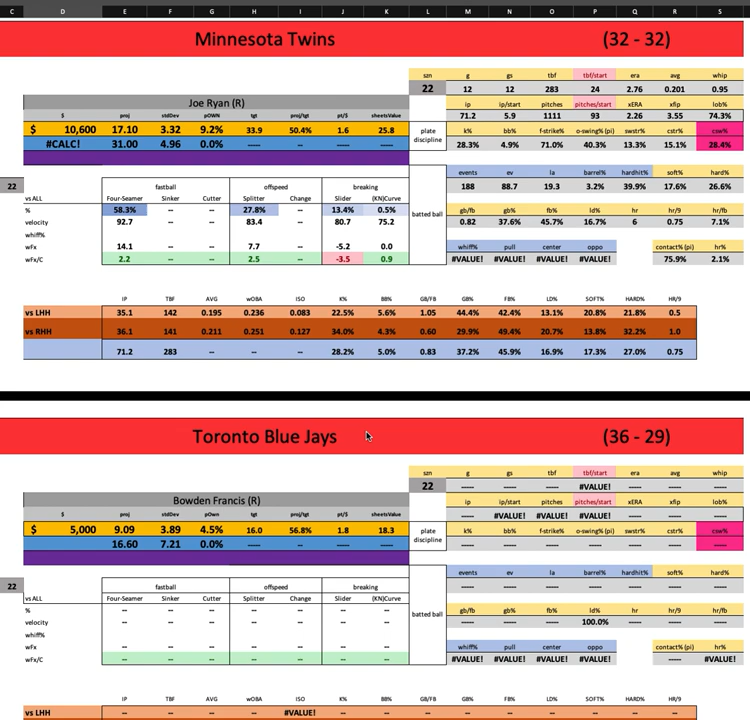 C D E F G H I J K L M N O P Q R S
Minnesota Twins (32 - 32)
szn g gs tbf tbf/start era avg whip
22 12 12 283 24 2.76 0.201 0.95
Joe Ryan (R) ip ip/start pitches pitches/start xERA xfip lob%
$ proj stdDev pOWN tgt proj/tgt pt/$ sheetsValue 71.2 5.9 1111 93 2.26 3.55 74.3%
$ 10,600 17.10 3.32 9.2% 33.9 50.4% 1.6 25.8 plate discipline k% bb% f-strike% o-swing% (pi) swstr% cstr% csw%
#CALC! 31.00 4.96 0.0% ----- ----- -- ----- 28.3% 4.9% 71.0% 40.3% 13.3% 15.1% 28.4%
events ev la barrel% hardhit% soft% hard%
22 fastball offspeed breaking 188 88.7 19.3 3.2% 39.9% 17.6% 26.6%
vs ALL Four-Seamer Sinker Cutter Splitter Change Slider (KN)Curve
% 58.3% -- -- 27.8% -- 13.4% 0.5% batted ball gb/fb gb% fb% ld% hr hr/9 hr/fb
velocity 92.7 -- -- 83.4 -- 80.7 75.2 0.82 37.6% 45.7% 16.7% 6 0.75 7.1%
whiff%
wFx 14.1 -- -- 7.7 -- -5.2 0.0 whiff% pull center oppo contact% (pi) hr%
wFx/C 2.2 -- -- 2.5 -- -3.5 0.9 #VALUE! #VALUE! #VALUE! #VALUE! 75.9% 2.1%
IP TBF AVG wOBA ISO K% BB% GB/FB GB% FB% LD% SOFT% HARD% HR/9
vs LHH 35.1 142 0.195 0.236 0.083 22.5% 5.6% 1.05 44.4% 42.4% 13.1% 20.8% 21.8% 0.5
vs RHH 36.1 141 0.211 0.251 0.127 34.0% 4.3% 0.60 29.9% 49.4% 20.7% 13.8% 32.2% 1.0
71.2 283 -- -- -- 28.2% 5.0% 0.83 37.2% 45.9% 16.9% 17.3% 27.0% 0.75
Toronto Blue Jays (36 - 29)
szn g gs tbf tbf/start era avg whip
22 ----- ----- ----- #VALUE! ----- ----- -----
Bowden Francis (R) ip ip/start pitches pitches/start xERA xfip lob%
$ proj stdDev pOwn tgt proj/tgt pt/$ sheetsValue ----- #VALUE! #VALUE! #VALUE! ----- ----- -----
$ 5,000 9.09 3.89 4.5% 16.0 56.8% 1.8 18.3 plate discipline k% bb% f-strike% o-swing% (pi) swstr% cstr% csw%
16.60 7.21 0.0% ----- ----- -- ----- ----- ----- ----- ----- ----- ----- -----
events ev la barrel% hardhit% soft% hard%
22 fastball offspeed breaking ----- ----- ----- ----- ----- ----- -----
vs ALL Four-Seamer Sinker Cutter Splitter Change Slider (KN)Curve
% -- -- -- -- -- -- -- batted ball gb/fb gb% fb% ld% hr hr/9 hr/fb
velocity -- -- -- -- -- -- -- ----- ----- ----- 100.0% ----- ----- -----
whiff%
wFx -- -- -- -- -- -- -- whiff% pull center oppo contact% (pi) hr%
wFx/C -- -- -- -- -- -- -- #VALUE! #VALUE! #VALUE! #VALUE! ----- #VALUE!
IP TBF AVG wOBA ISO K% BB% GB/FB GB% FB% LD% SOFT% HARD% HR/9
vs LHH -- -- -- -- #VALUE! -- -- -- -- -- -- -- -- --